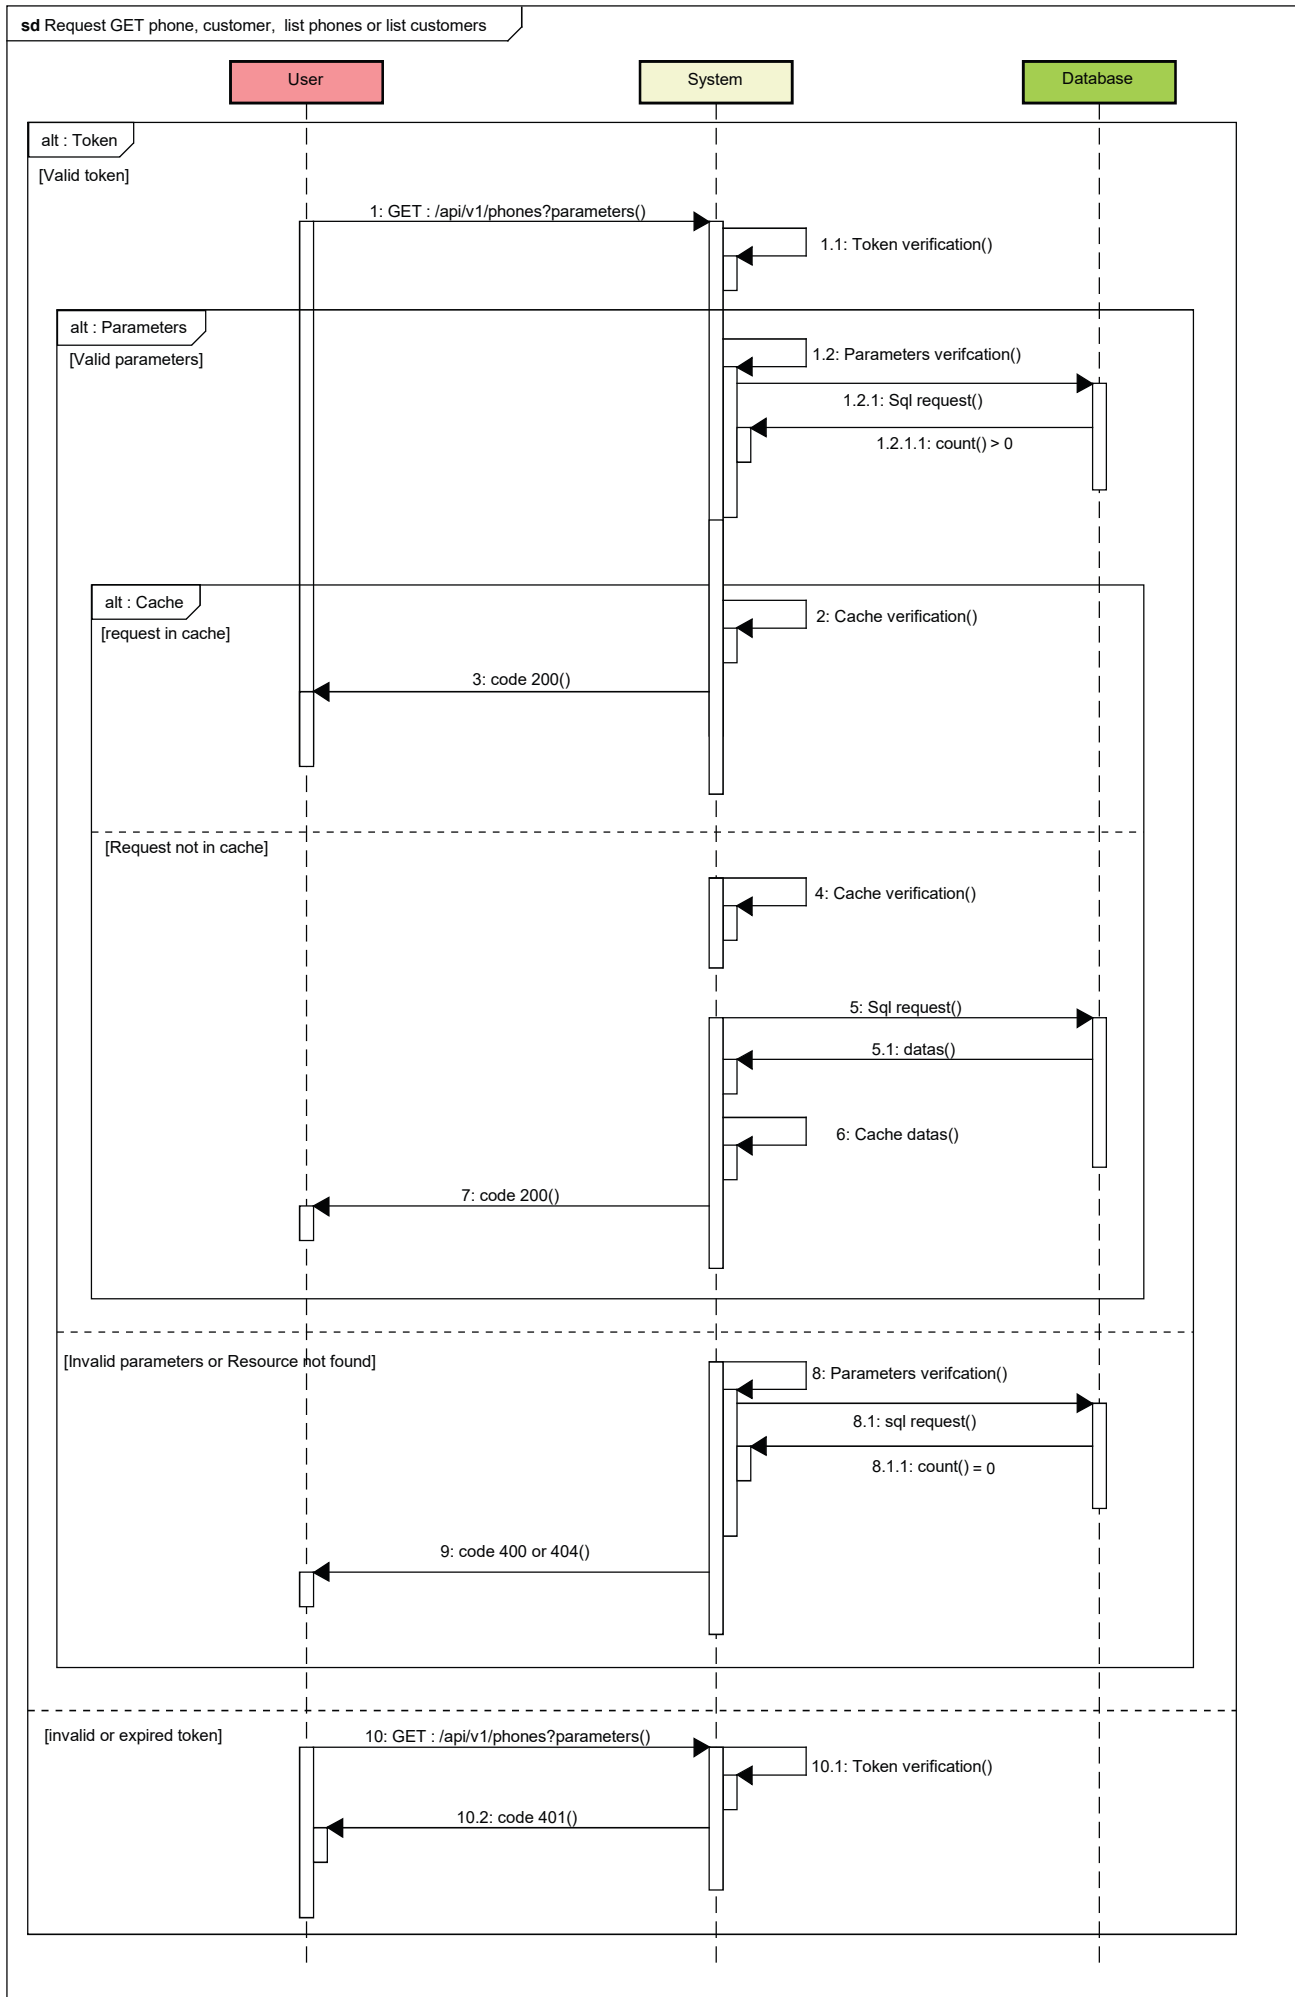 sd Request GET phone, customer,  list phones or list customers
User
System
Database
alt : Token
[Valid token]
1: GET : /api/v1/phones?parameters()
1.1: Token verification()
alt : Parameters
[Valid parameters]
1.2: Parameters verifcation()
1.2.1: Sql request()
1.2.1.1: count() > 0
alt : Cache
[request in cache]
2: Cache verification()
3: code 200()
[Request not in cache]
4: Cache verification()
5: Sql request()
5.1: datas()
6: Cache datas()
7: code 200()
[Invalid parameters or Resource not found]
8: Parameters verifcation()
8.1: sql request()
8.1.1: count() = 0
9: code 400 or 404()
[invalid or expired token]
10: GET : /api/v1/phones?parameters()
10.1: Token verification()
10.2: code 401()